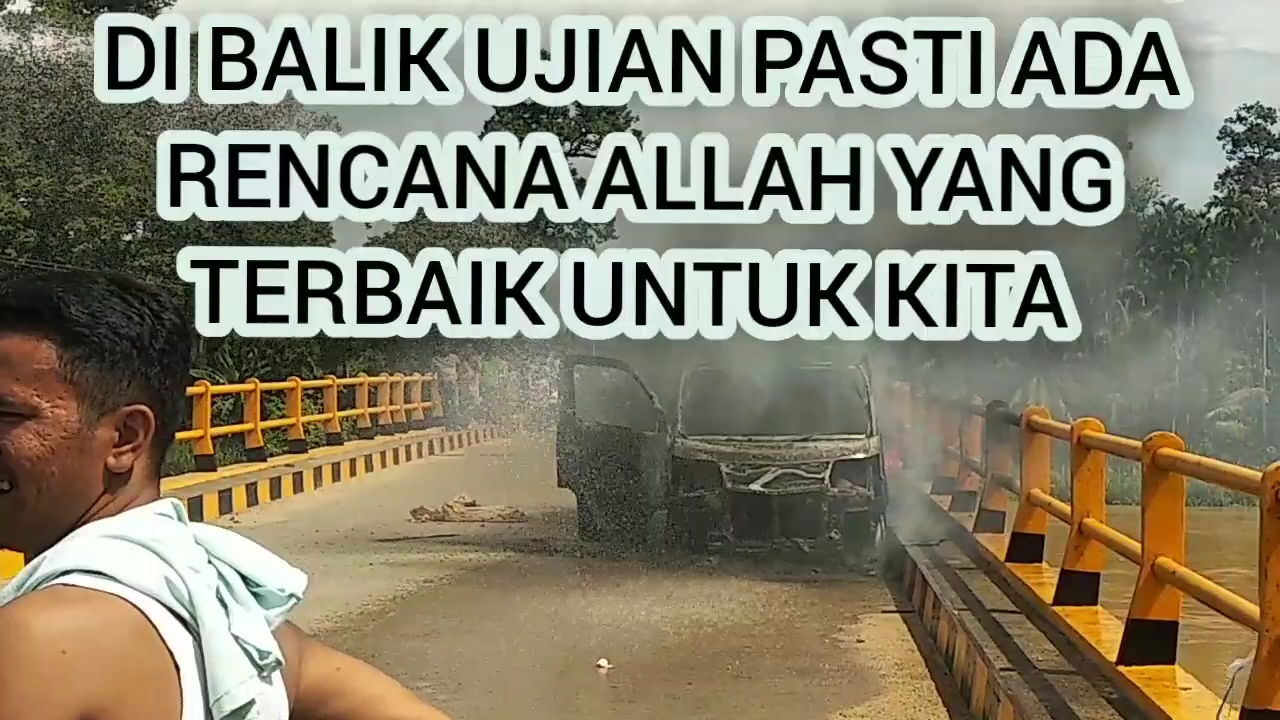 DI BALIK UJIAN PASTI ADA
RENCANA ALLAH YANG
TERBAIK UNTUK KITA